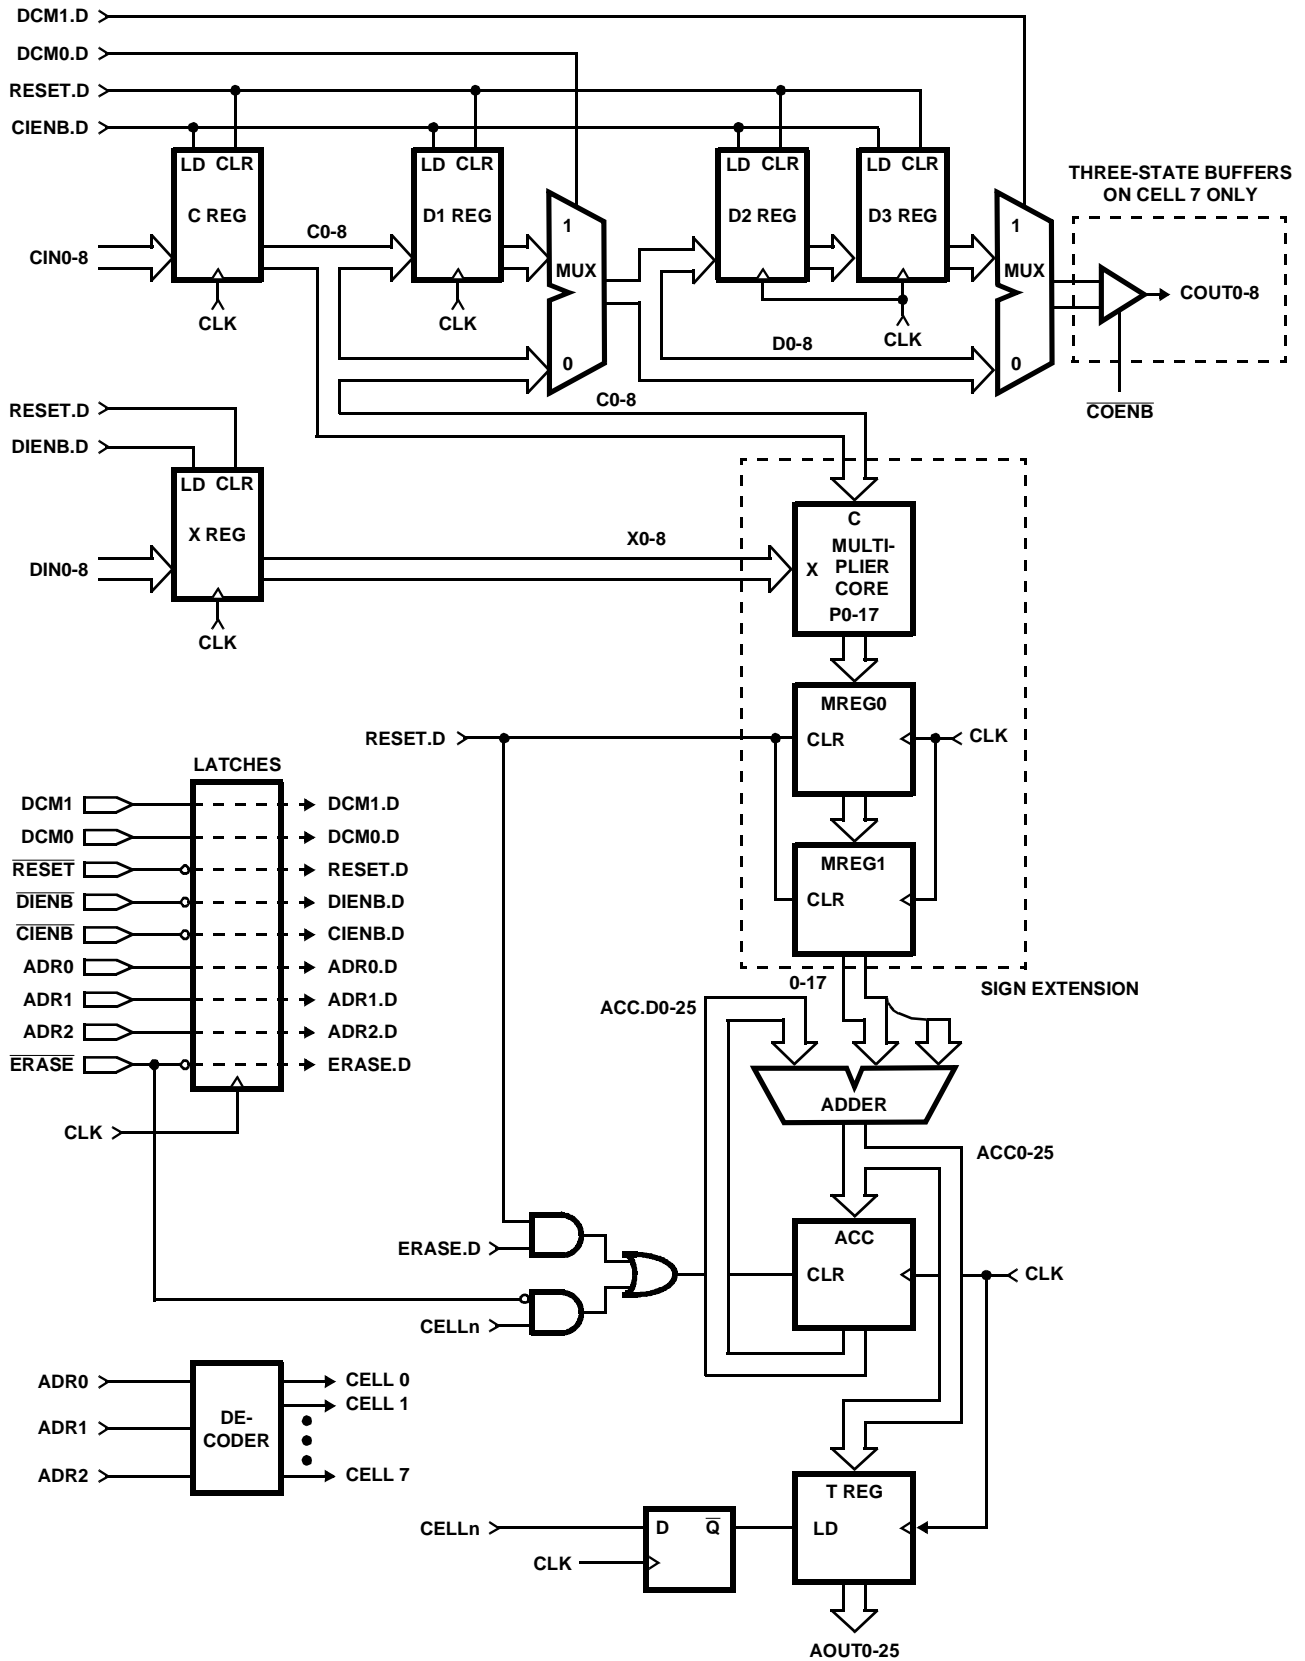 DCM1.D
DCM0.D
RESET.D
CIENB.D
LD CLR
C REG
CLK
CIN0-8
C0-8
LD CLR
D1 REG
CLK
1
MUX
0
LD CLR
D2 REG
LD CLR
D3 REG
CLK
D0-8
C0-8
1
MUX
0
THREE-STATE BUFFERS
ON CELL 7 ONLY
COUT0-8
COENB
RESET.D
DIENB.D
LD CLR
X REG
DIN0-8
CLK
X0-8
C
X
MULTI-
PLIER
CORE
P0-17
MREG0
CLR
CLK
RESET.D
MREG1
CLR
0-17
SIGN EXTENSION
LATCHES
DCM1
DCM1.D
DCM0
DCM0.D
RESET
RESET.D
DIENB
DIENB.D
CIENB
CIENB.D
ADR0
ADR0.D
ADR1
ADR1.D
ADR2
ADR2.D
ERASE
ERASE.D
CLK
ACC.D0-25
ADDER
ACC0-25
ACC
CLR
CLK
ERASE.D
CELLn
ADR0
ADR1
ADR2
DE-
CODER
CELL 0
CELL 1
CELL 7
CELLn
CLK
D Q
T REG
LD
AOUT0-25